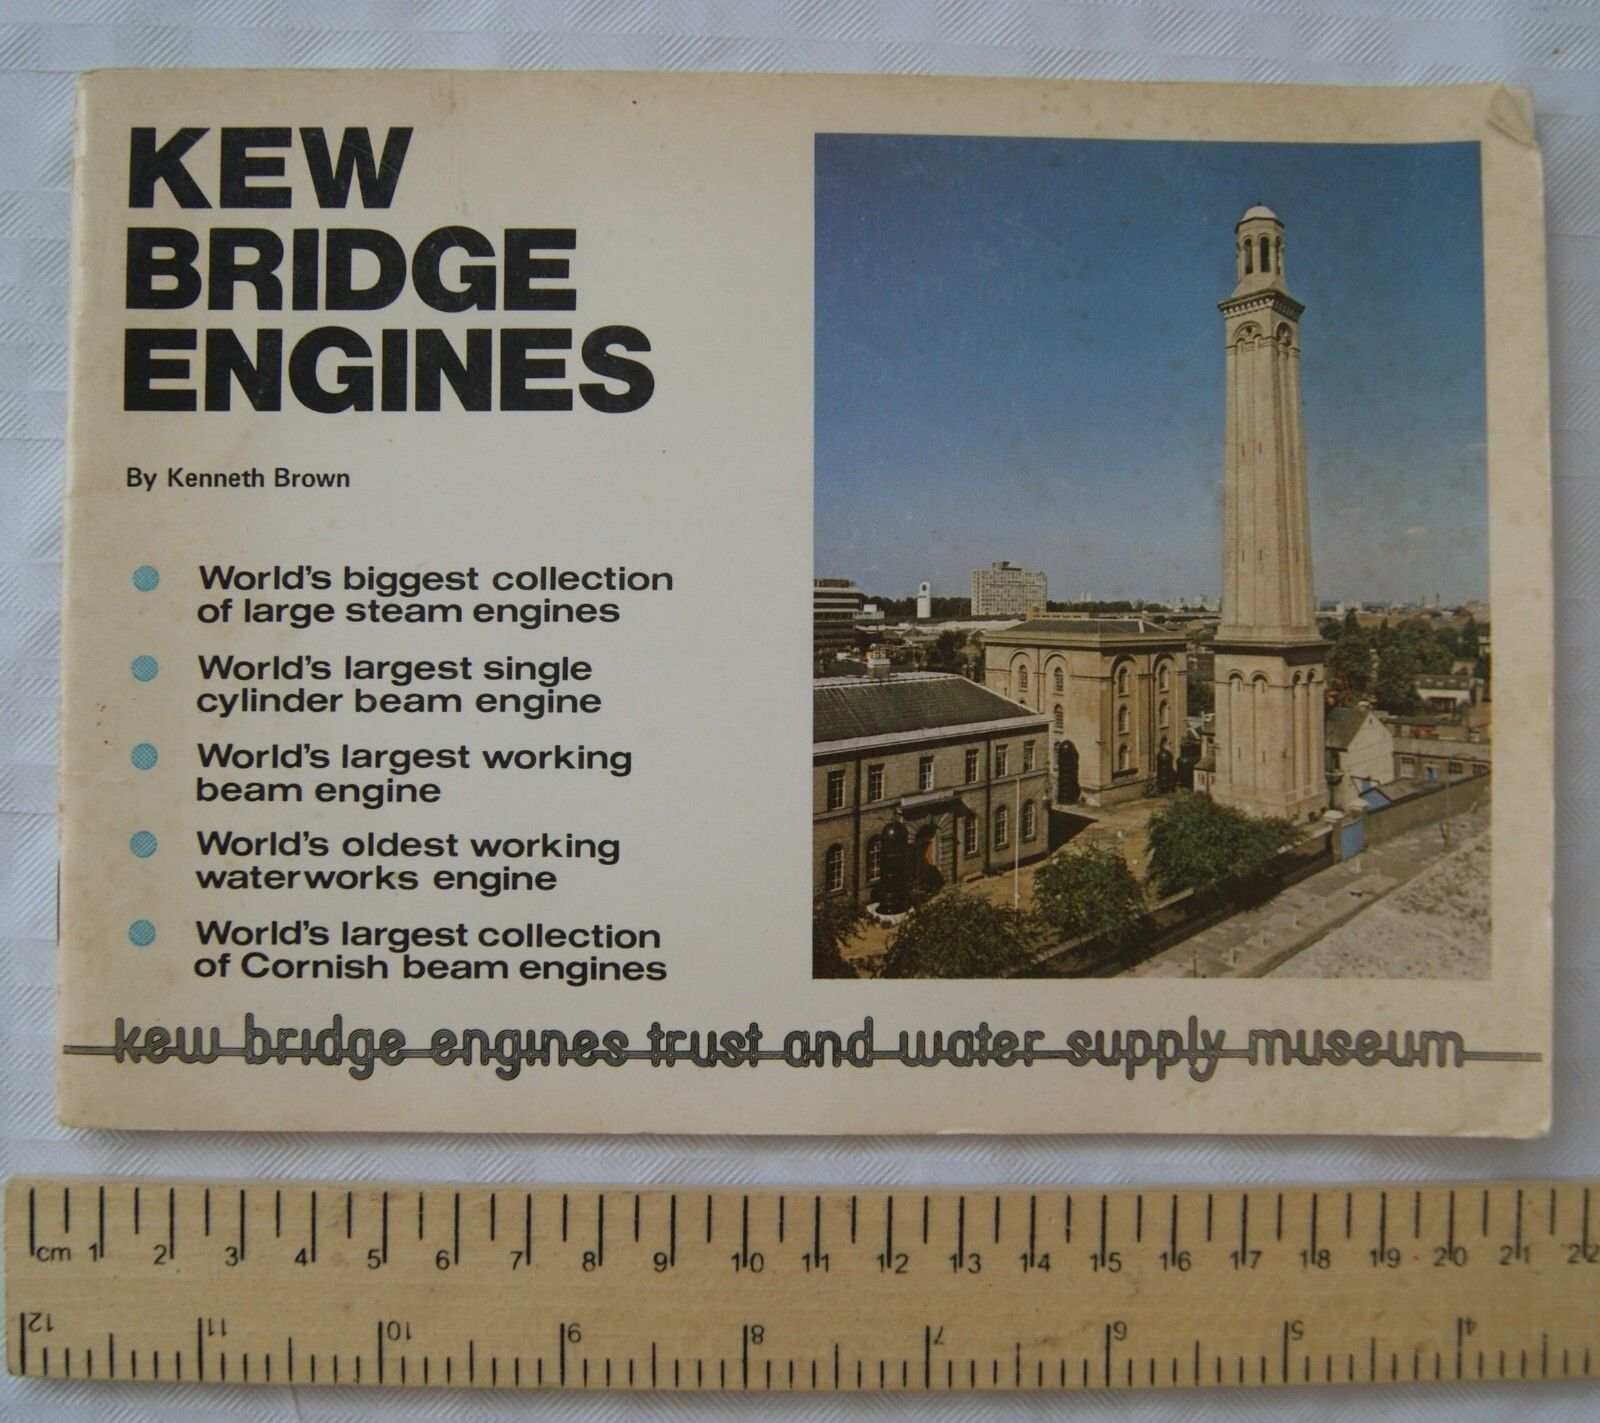 KEW
BRIDGE
ENGINES
By Kenneth Brown
World's biggest collection
of large steam engines
World's largest single
cylinder beam engine
World's largest working
beam engine
World's oldest working
waterworks engine
World's largest collection
of Cornish beam engines
kew bridge engines trust and water supply museum
cm 1 2 3 4 5 6 7 8 9 10 11 12 13 14 15 16 17 18 19 20 21 22
12 11 10 9 8 7 6 5 4